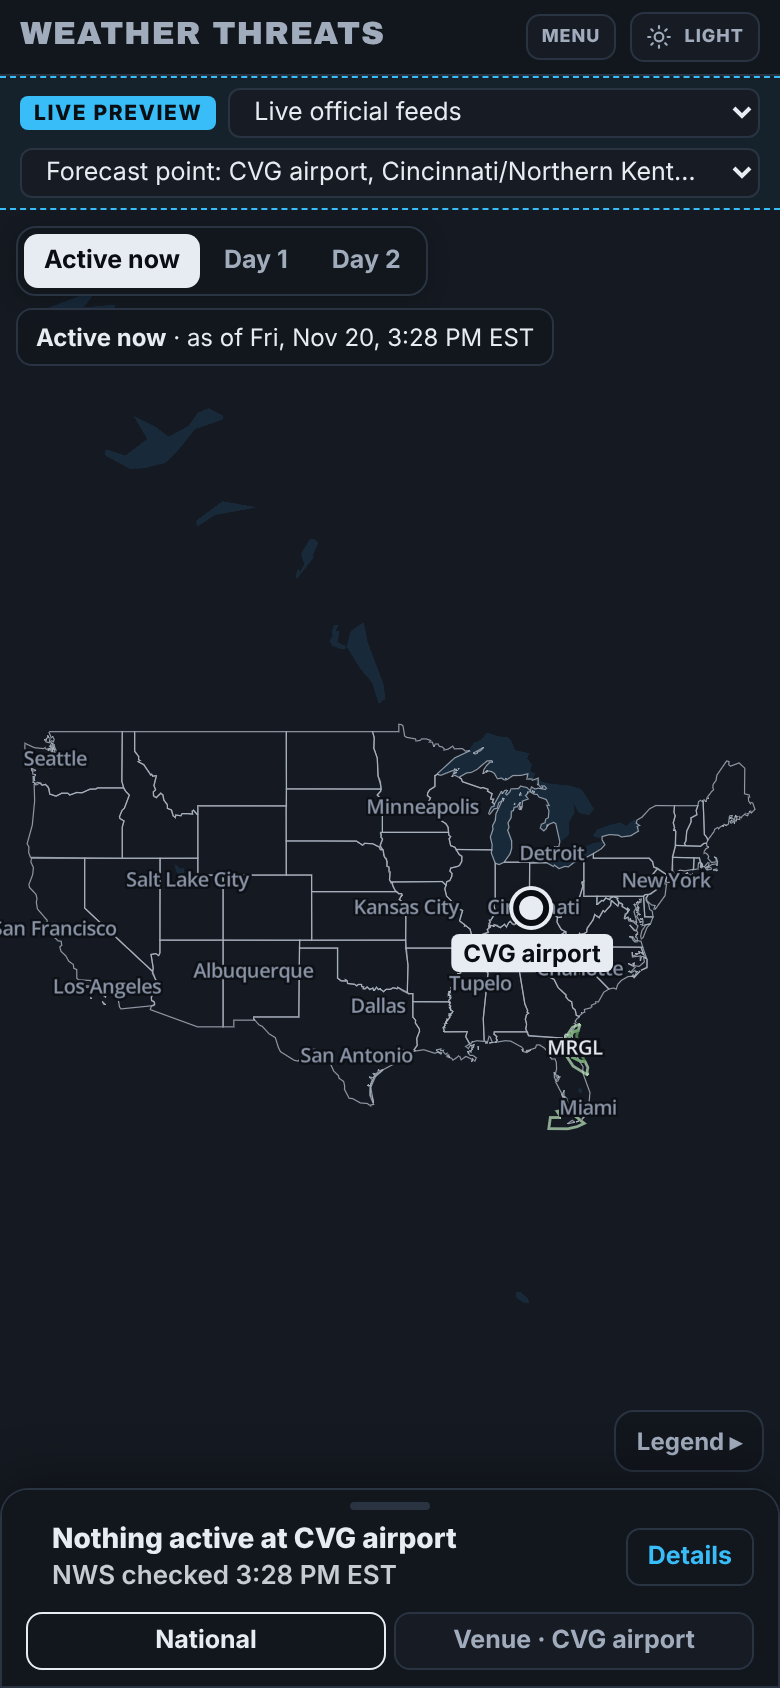 WEATHER THREATS
MENU
LIGHT
LIVE PREVIEW
Live official feeds
Forecast point: CVG airport, Cincinnati/Northern Kent...
Active now
Day 1
Day 2
Active now · as of Fri, Nov 20, 3:28 PM EST
Seattle
Minneapolis
Detroit
Salt Lake City
New York
Kansas City
San Francisco
CVG airport
Albuquerque
Los Angeles
Tupelo
Dallas
MRGL
San Antonio
Miami
Legend ▸
Nothing active at CVG airport
NWS checked 3:28 PM EST
Details
National
Venue · CVG airport